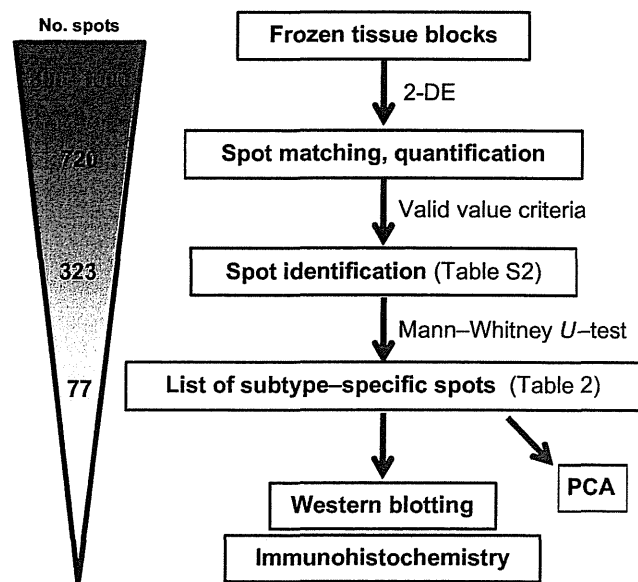 No. spots
Frozen tissue blocks
2-DE
720
Spot matching, quantification
Valid value criteria
323
Spot identification (Table S2)
Mann–Whitney U–test
77
List of subtype–specific spots (Table 2)
PCA
Western blotting
Immunohistochemistry